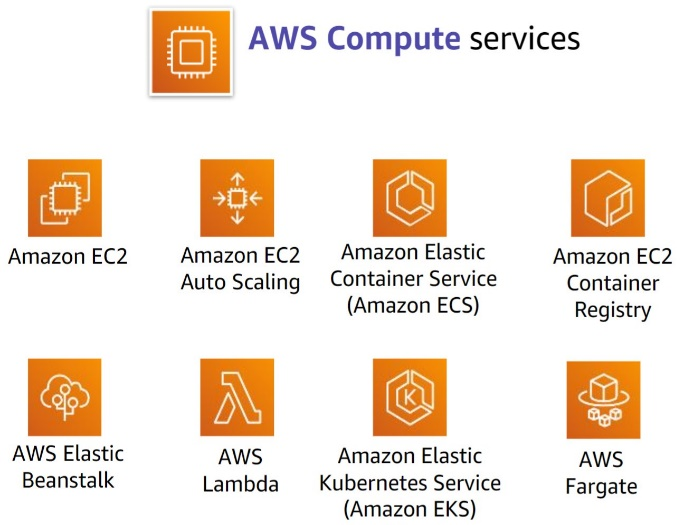 AWS Compute services
Amazon EC2
Amazon EC2
Auto Scaling
Amazon Elastic
Container Service
(Amazon ECS)
Amazon EC2
Container
Registry
AWS Elastic
Beanstalk
AWS
Lambda
K
Amazon Elastic
Kubernetes Service
(Amazon EKS)
AWS
Fargate